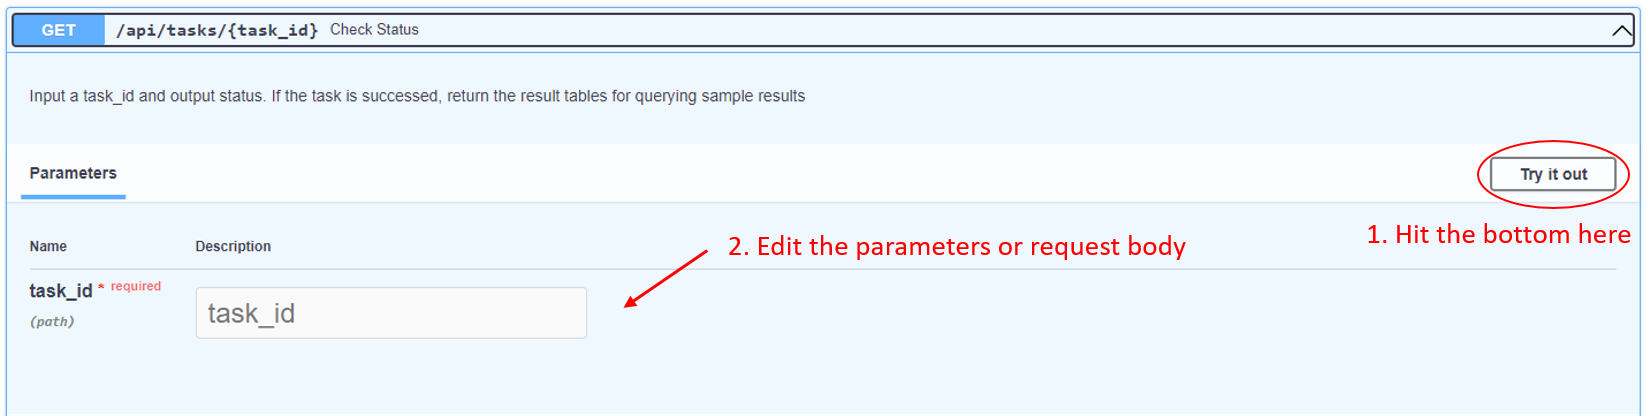 GET /api/tasks/{task_id} Check Status
Input a task_id and output status. If the task is successed, return the result tables for querying sample results
Parameters
Try it out
1. Hit the bottom here
2. Edit the parameters or request body
Name Description
task_id * required
(path)
task_id